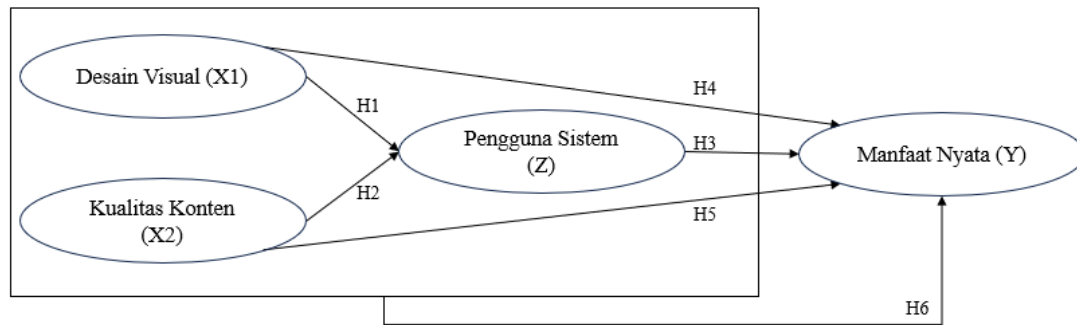 Desain Visual (X1)
H4
H1
Pengguna Sistem
(Z)
H3
Manfaat Nyata (Y)
H2
Kualitas Konten
(X2)
H5
H6